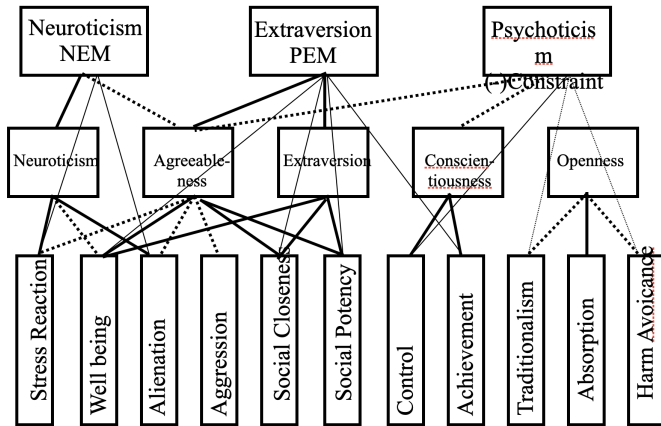 Neuroticism
NEM
Extraversion
PEM
Psychoticis
m
(-)Constraint
Neuroticism
Agreeable-
ness
Extraversion
Conscien-
tiousness
Openness
Stress Reaction
Well being
Alienation
Aggression
Social Closeness
Social Potency
Control
Achievement
Traditionalism
Absorption
Harm Avoicance